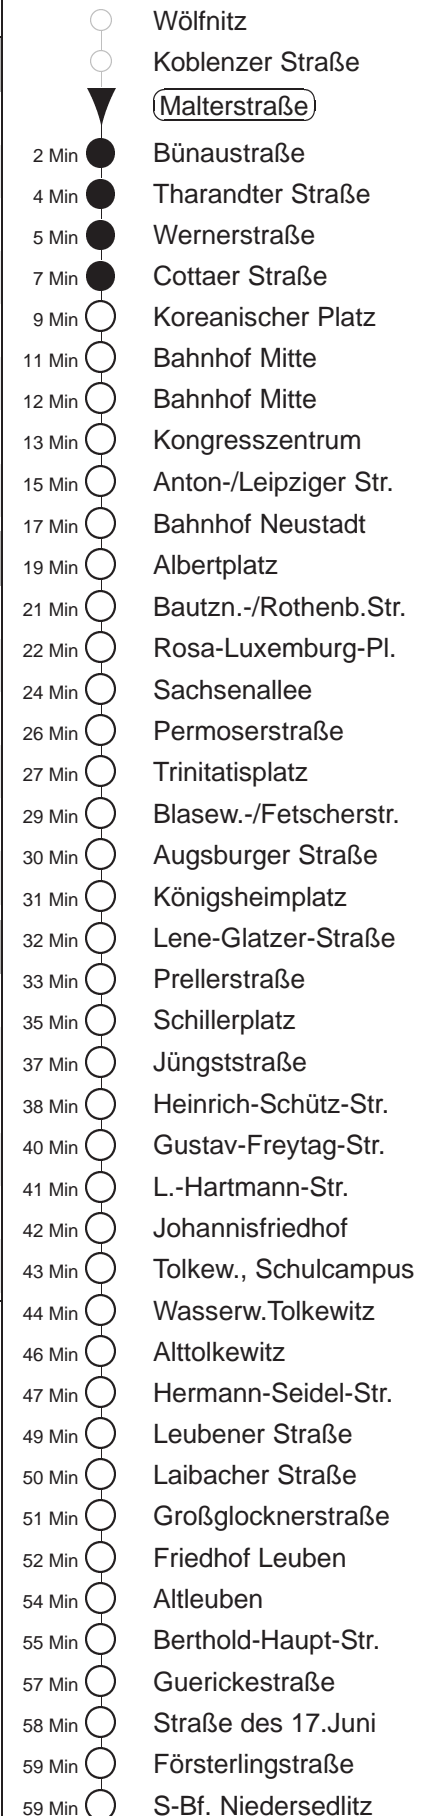 Wölfnitz
Koblenzer Straße
Malterstraße
2 Min Bünaustraße
4 Min Tharandter Straße
5 Min Wernerstraße
7 Min Cottaer Straße
9 Min Koreanischer Platz
11 Min Bahnhof Mitte
12 Min Bahnhof Mitte
13 Min Kongresszentrum
15 Min Anton-/Leipziger Str.
17 Min Bahnhof Neustadt
19 Min Albertplatz
21 Min Bautzn.-/Rothenb.Str.
22 Min Rosa-Luxemburg-Pl.
24 Min Sachsenallee
26 Min Permoserstraße
27 Min Trinitatisplatz
29 Min Blasew.-/Fetscherstr.
30 Min Augsburger Straße
31 Min Königsheimplatz
32 Min Lene-Glatzer-Straße
33 Min Prellerstraße
35 Min Schillerplatz
37 Min Jüngststraße
38 Min Heinrich-Schütz-Str.
40 Min Gustav-Freytag-Str.
41 Min L.-Hartmann-Str.
42 Min Johannisfriedhof
43 Min Tolkew., Schulcampus
44 Min Wasserw.Tolkewitz
46 Min Alttolkewitz
47 Min Hermann-Seidel-Str.
49 Min Leubener Straße
50 Min Laibacher Straße
51 Min Großglocknerstraße
52 Min Friedhof Leuben
54 Min Altleuben
55 Min Berthold-Haupt-Str.
57 Min Guerickestraße
58 Min Straße des 17.Juni
59 Min Försterlingstraße
59 Min S-Bf. Niedersedlitz